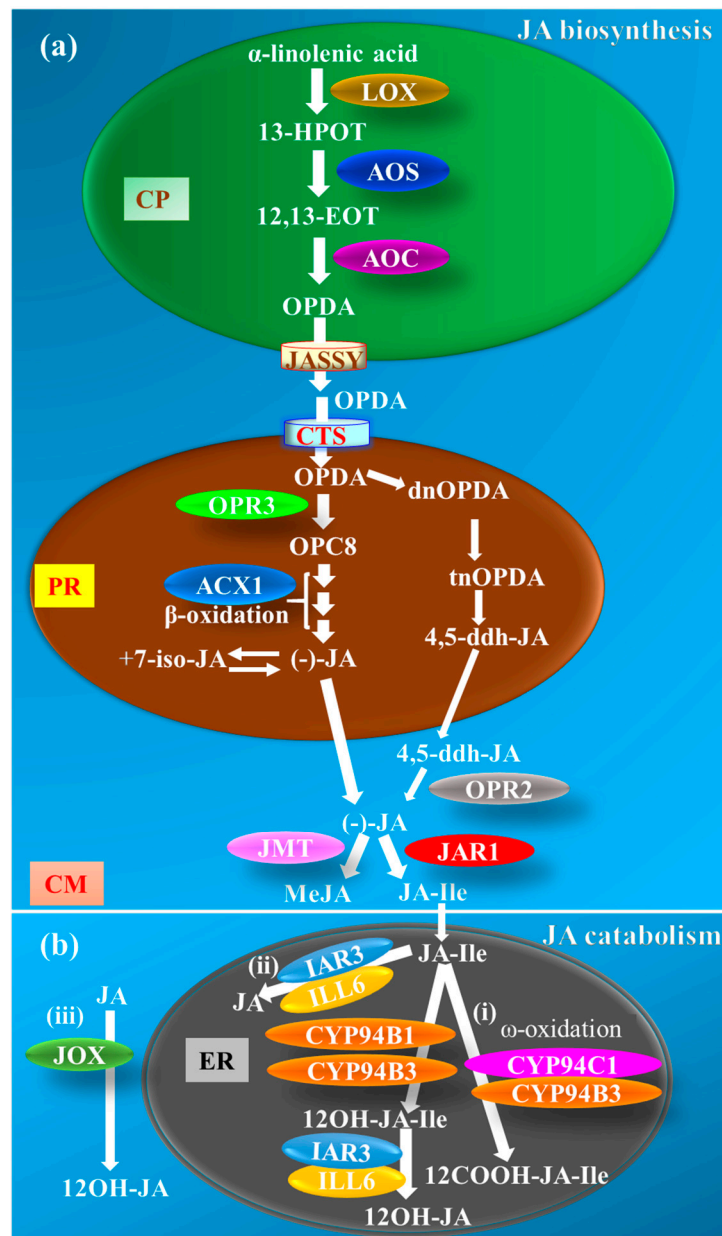 (a)
JA biosynthesis
α-linolenic acid
LOX
13-HPOT
AOS
CP
12,13-EOT
AOC
OPDA
JASSY
OPDA
CTS
OPDA
dnOPDA
OPR3
OPC8
tnOPDA
PR
ACX1
β-oxidation
4,5-ddh-JA
+7-iso-JA
(-)-JA
4,5-ddh-JA
OPR2
(-)-JA
JMT
JAR1
CM
MeJA
JA-Ile
(b)
JA catabolism
JA-Ile
(ii)
IAR3
ILL6
JA
JA
(iii)
(i)
ω-oxidation
CYP94B1
JOX
ER
CYP94C1
CYP94B3
CYP94B3
12OH-JA-Ile
IAR3
ILL6
12COOH-JA-Ile
12OH-JA
12OH-JA